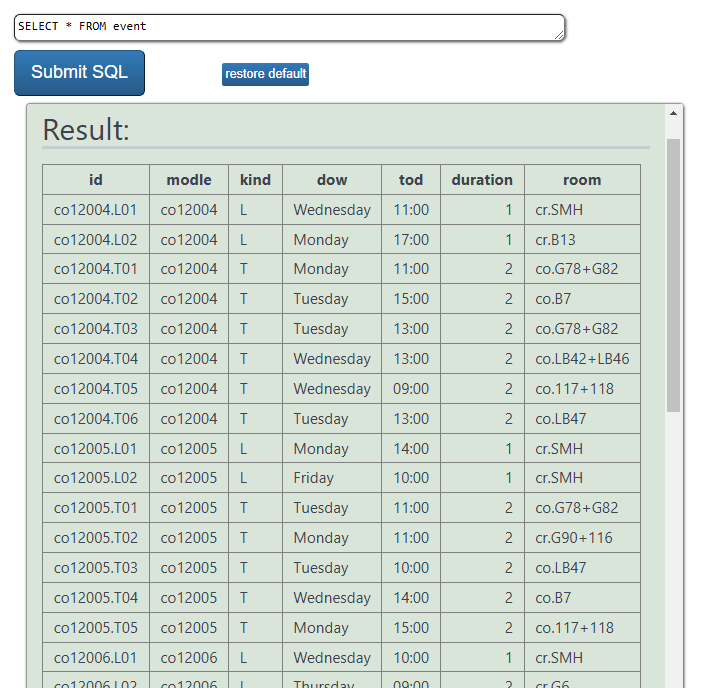 SELECT * FROM event
Submit SQL restore default
Result:
id modle kind dow tod duration room
co12004.L01 co12004 L Wednesday 11:00 1 cr.SMH
co12004.L02 co12004 L Monday 17:00 1 cr.B13
co12004.T01 co12004 T Monday 11:00 2 co.G78+G82
co12004.T02 co12004 T Tuesday 15:00 2 co.B7
co12004.T03 co12004 T Tuesday 13:00 2 co.G78+G82
co12004.T04 co12004 T Wednesday 13:00 2 co.LB42+LB46
co12004.T05 co12004 T Wednesday 09:00 2 co.117+118
co12004.T06 co12004 T Tuesday 13:00 2 co.LB47
co12005.L01 co12005 L Monday 14:00 1 cr.SMH
co12005.L02 co12005 L Friday 10:00 1 cr.SMH
co12005.T01 co12005 T Tuesday 11:00 2 co.G78+G82
co12005.T02 co12005 T Monday 11:00 2 cr.G90+116
co12005.T03 co12005 T Tuesday 10:00 2 co.LB47
co12005.T04 co12005 T Wednesday 14:00 2 co.B7
co12005.T05 co12005 T Monday 15:00 2 co.117+118
co12006.L01 co12006 L Wednesday 10:00 1 cr.SMH
co12006.L02 co12006 L Thursday 09:00 2 cr.G6